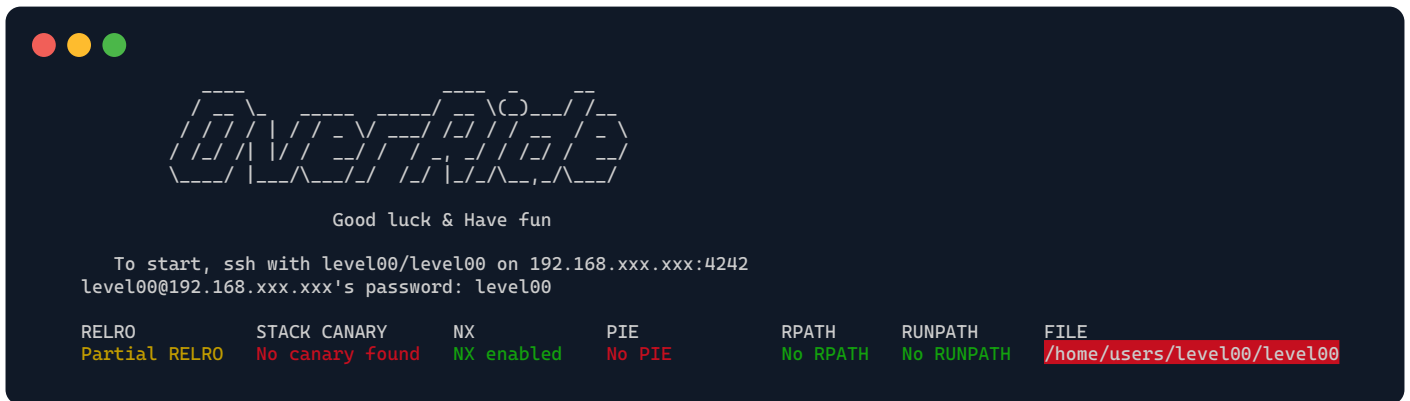 OverRide
Good luck & Have fun
To start, ssh with level00/level00 on 192.168.xxx.xxx:4242
level00@192.168.xxx.xxx's password: level00
RELRO STACK CANARY NX PIE RPATH RUNPATH FILE
Partial RELRO No canary found NX enabled No PIE No RPATH No RUNPATH /home/users/level00/level00